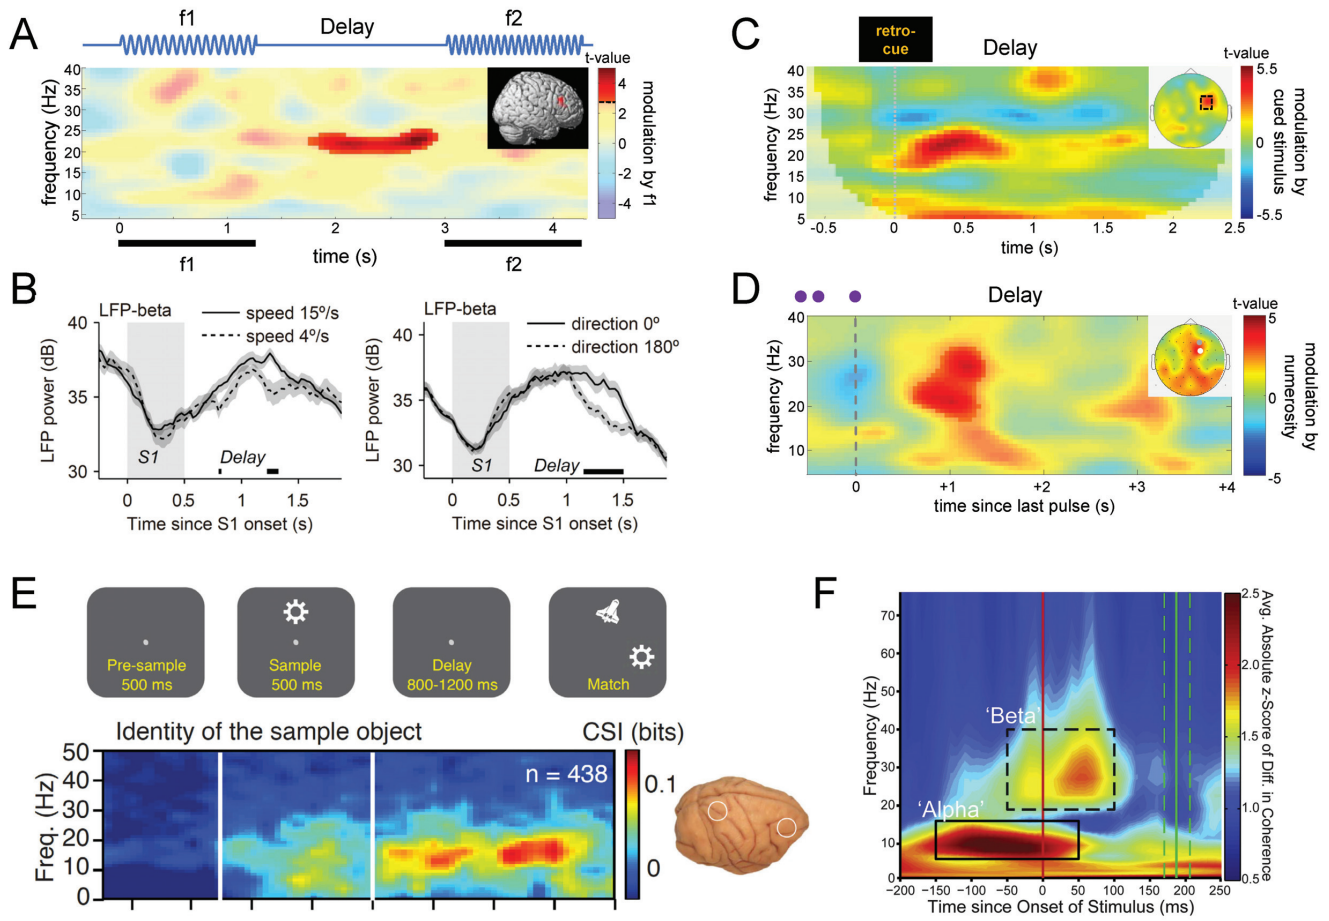 A
f1
Delay
f2
t-value
frequency (Hz)
40
35
30
25
20
15
10
5
4
2
0
-2
-4
modulation by f1
0
1
2
3
4
time (s)
f1
f2
B
LFP-beta
speed 15º/s
speed 4º/s
LFP power (dB)
40
35
30
S1
Delay
0
0.5
1.0
1.5
Time since S1 onset (s)
LFP-beta
direction 0º
direction 180º
LFP power (dB)
40
35
30
S1
Delay
0
0.5
1.0
1.5
Time since S1 onset (s)
C
retro-
cue
Delay
t-value
frequency (Hz)
40
35
30
25
20
15
10
5
5.5
0
-5.5
modulation by
cued stimulus
-0.5
0
0.5
1
1.5
2
2.5
time (s)
D
Delay
t-value
frequency (Hz)
40
30
20
10
5
0
-5
modulation by
numerosity
0
+1
+2
+3
+4
time since last pulse (s)
E
Pre-sample
500 ms
Sample
500 ms
Delay
800-1200 ms
Match
Identity of the sample object
CSI (bits)
Freq. (Hz)
50
40
30
20
10
0
n = 438
0.1
0
F
Frequency (Hz)
70
60
50
40
30
20
10
0
'Beta'
'Alpha'
2.5
2.0
1.5
1.0
0.5
Avg. Absolute z-Score of Diff. in Coherence
-200
-150
-100
-50
0
50
100
150
200
250
Time since Onset of Stimulus (ms)